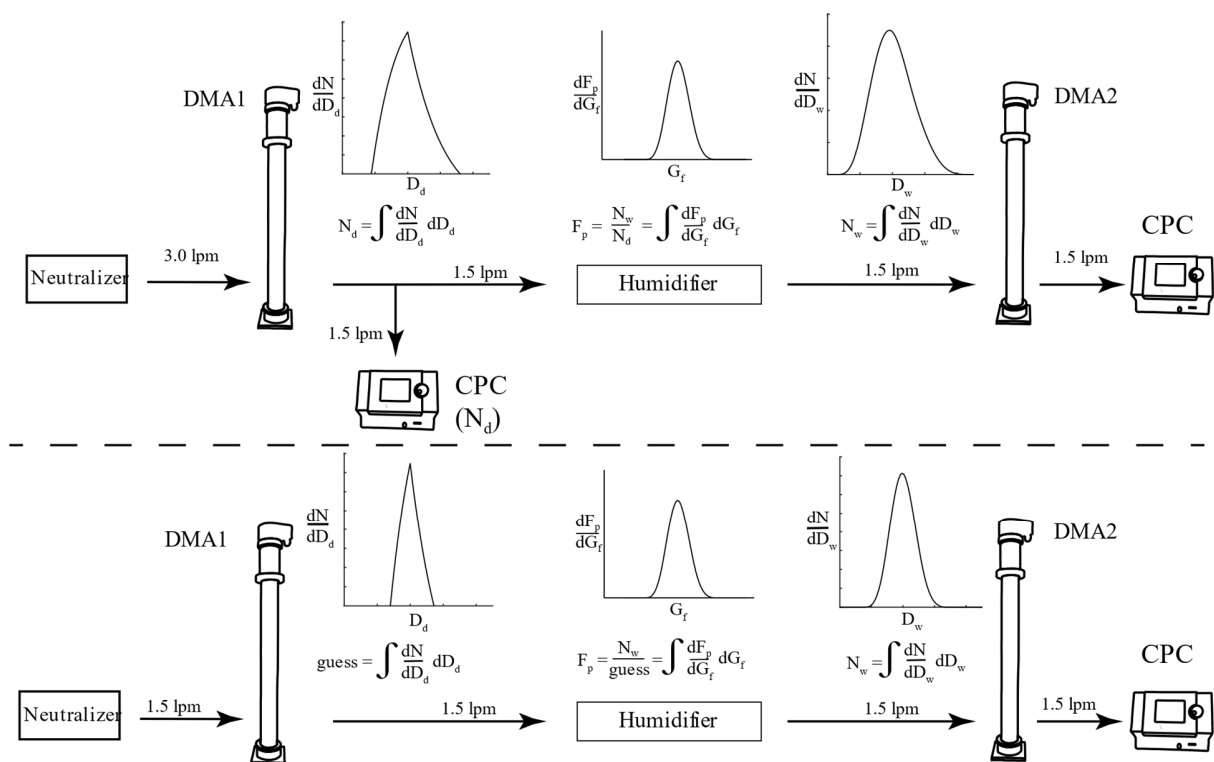 DMA1
dN
dD_d
D_d
N_d = ∫ dN/dD_d dD_d
dF_p
dG_f
G_f
F_p = N_w/N_d = ∫ dF_p/dG_f dG_f
dN
dD_w
D_w
N_w = ∫ dN/dD_w dD_w
DMA2
CPC
Neutralizer
3.0 lpm
1.5 lpm
Humidifier
1.5 lpm
1.5 lpm
1.5 lpm
CPC
(N_d)
DMA1
dN
dD_d
D_d
guess = ∫ dN/dD_d dD_d
dF_p
dG_f
G_f
F_p = N_w/guess = ∫ dF_p/dG_f dG_f
dN
dD_w
D_w
N_w = ∫ dN/dD_w dD_w
DMA2
CPC
Neutralizer
1.5 lpm
1.5 lpm
Humidifier
1.5 lpm
1.5 lpm